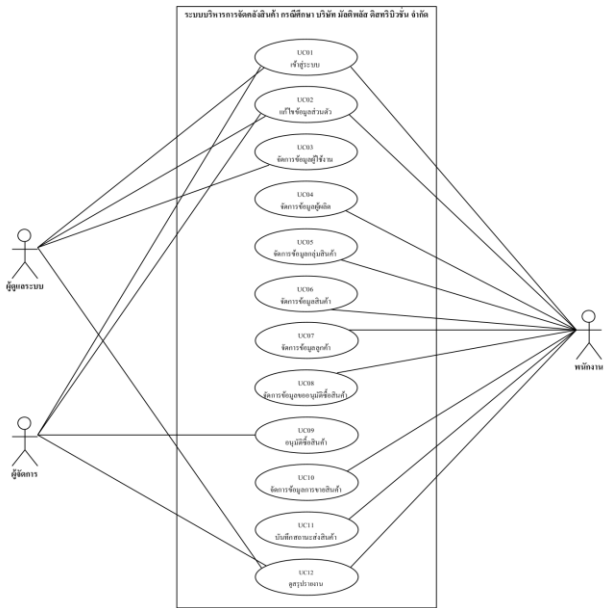 ระบบบริหารการจัดคลังสินค้า กรณีศึกษา บริษัท มัลติพลัส ดิสทริบิวชั่น จำกัด
UC01
เข้าสู่ระบบ
UC02
แก้ไขข้อมูลส่วนตัว
UC03
จัดการข้อมูลผู้ใช้งาน
UC04
จัดการข้อมูลผู้ผลิต
UC05
จัดการข้อมูลกลุ่มสินค้า
ผู้ดูแลระบบ
UC06
จัดการข้อมูลสินค้า
UC07
จัดการข้อมูลลูกค้า
พนักงาน
UC08
จัดการข้อมูลขออนุมัติซื้อสินค้า
UC09
อนุมัติซื้อสินค้า
ผู้จัดการ
UC10
จัดการข้อมูลการขายสินค้า
UC11
บันทึกสถานะส่งสินค้า
UC12
ดูสรุปรายงาน